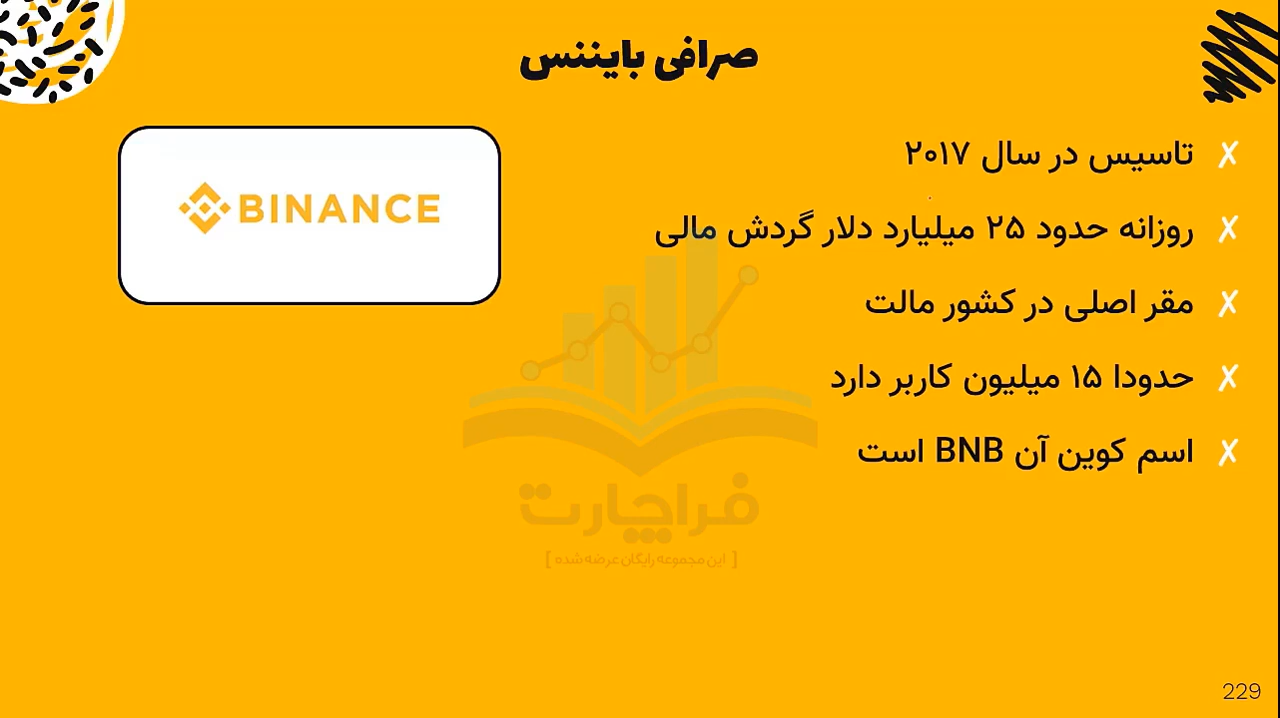 صرافی بایننس
BINANCE
تاسیس در سال ۲۰۱۷
روزانه حدود ۲۵ میلیارد دلار گردش مالی
مقر اصلی در کشور مالت
حدودا ۱۵ میلیون کاربر دارد
اسم کوین آن BNB است
فراچارت
[ این مجموعه رایگان عرضه شده ]
229